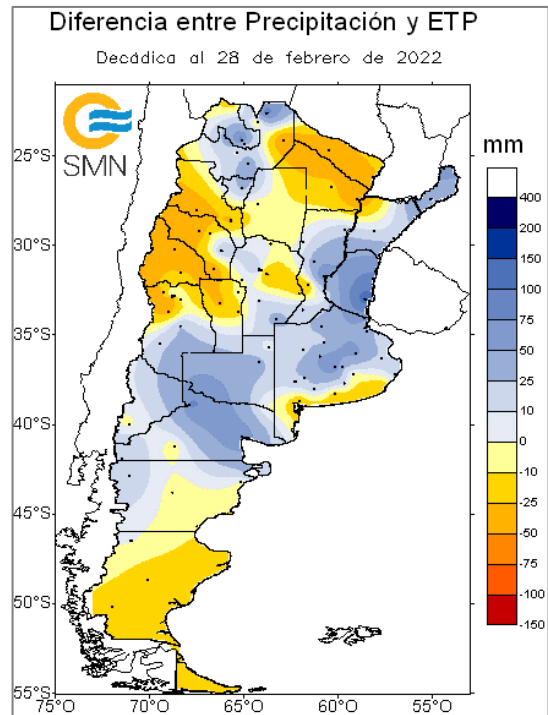 Diferencia entre Precipitación y ETP
Decádica al 28 de febrero de 2022
SMN
mm
400
200
150
100
75
50
25
10
0
-10
-25
-50
-75
-100
-150
25°S
30°S
35°S
40°S
45°S
50°S
55°S
75°W
70°W
65°W
60°W
55°W